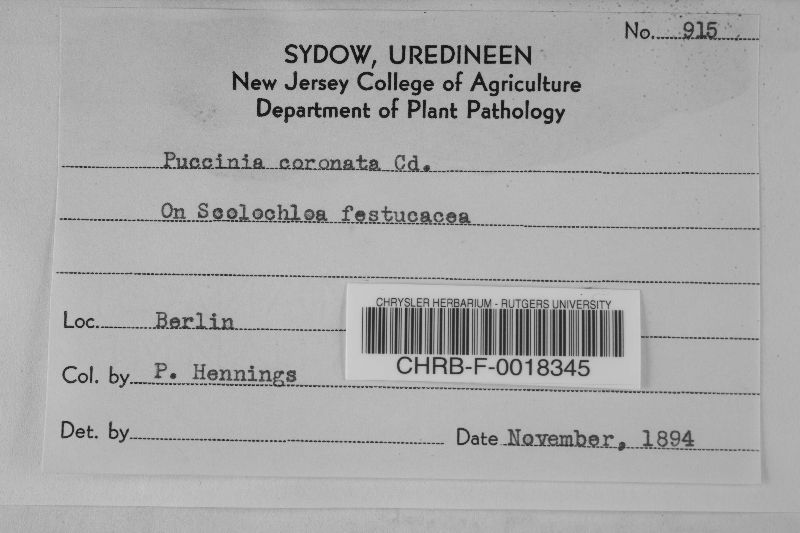 No. 915
SYDOW, UREDINEEN
New Jersey College of Agriculture
Department of Plant Pathology
Puccinia coronata Cd.
On Scolochloa festucacea
Loc. Berlin
CHRYSLER HERBARIUM - RUTGERS UNIVERSITY
CHRB-F-0018345
Col. by P. Hennings
Det. by
Date November, 1894